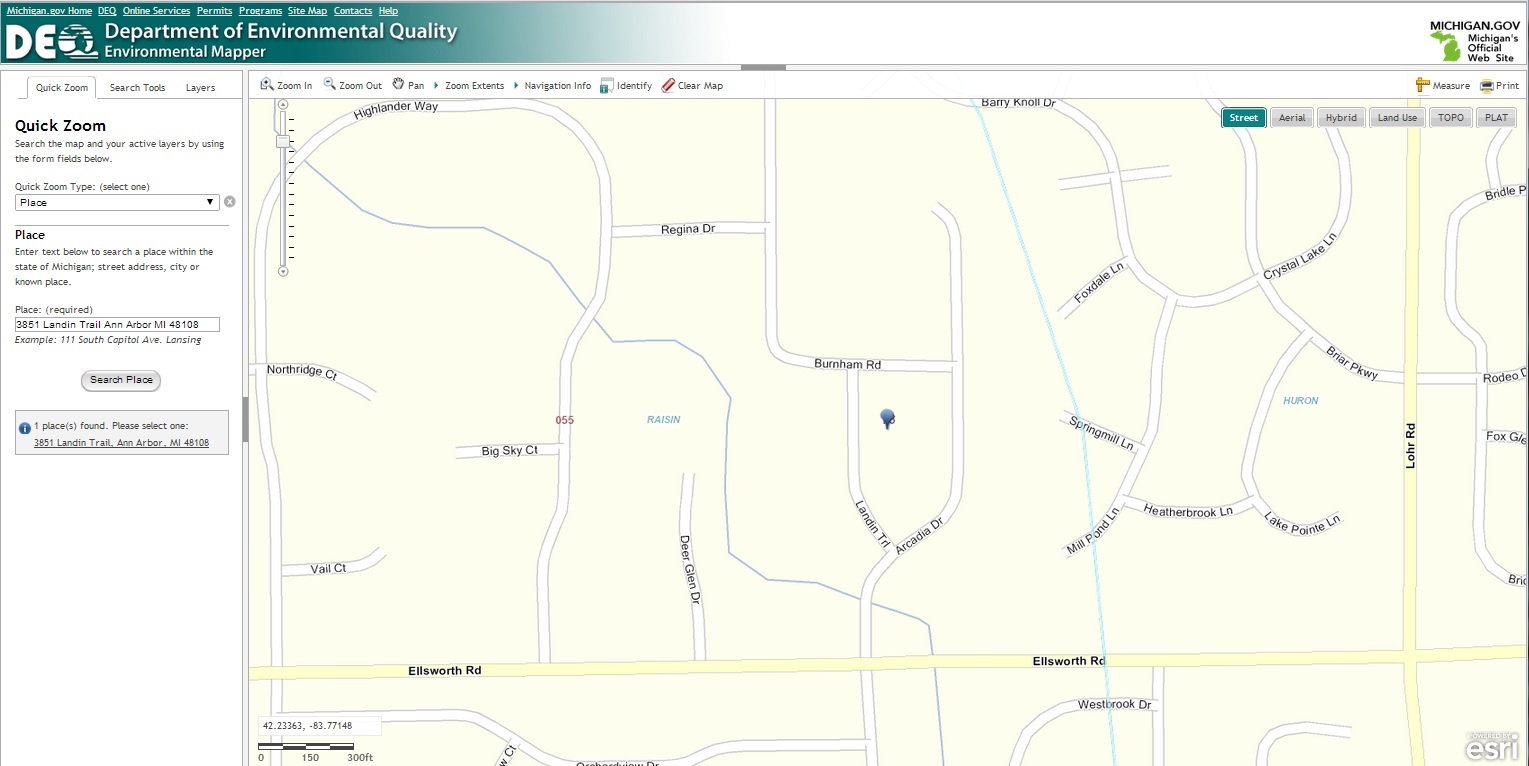 Michigan.gov Home DEQ Online Services Permits Programs Site Map Contacts Help
DEQ Department of Environmental Quality
Environmental Mapper
MICHIGAN.GOV
Michigan's
Official
Web Site
Quick Zoom Search Tools Layers
Zoom In Zoom Out Pan Zoom Extents Navigation Info Identify Clear Map Measure Print
Street Aerial Hybrid Land Use TOPO PLAT
Quick Zoom
Search the map and your active layers by using
the form fields below.
Quick Zoom Type: (select one)
Place
Place
Enter text below to search a place within the
state of Michigan; street address, city or
known place.
Place: (required)
3851 Landin Trail Ann Arbor MI 48108
Example: 111 South Capitol Ave. Lansing
Search Place
1 place(s) found. Please select one:
3851 Landin Trail, Ann Arbor, MI 48108
Highlander Way
Barry Knoll Dr
Bridle P
Regina Dr
Crystal Lake Ln
Foxdale Ln
Burnham Rd
Briar Pkwy
Rodeo D
Northridge Ct
HURON
055
RAISIN
Springmill Ln
Lohr Rd
Fox Gle
Big Sky Ct
Landin Trl
Arcadia Dr
Heatherbrook Ln
Lake Pointe Ln
Mill Pond Ln
Deer Glen Dr
Vail Ct
Bric
Ellsworth Rd
Ellsworth Rd
Westbrook Dr
42.23363, -83.77148
0 150 300ft
w Ct
Orchardview Dr
POWERED BY
esri